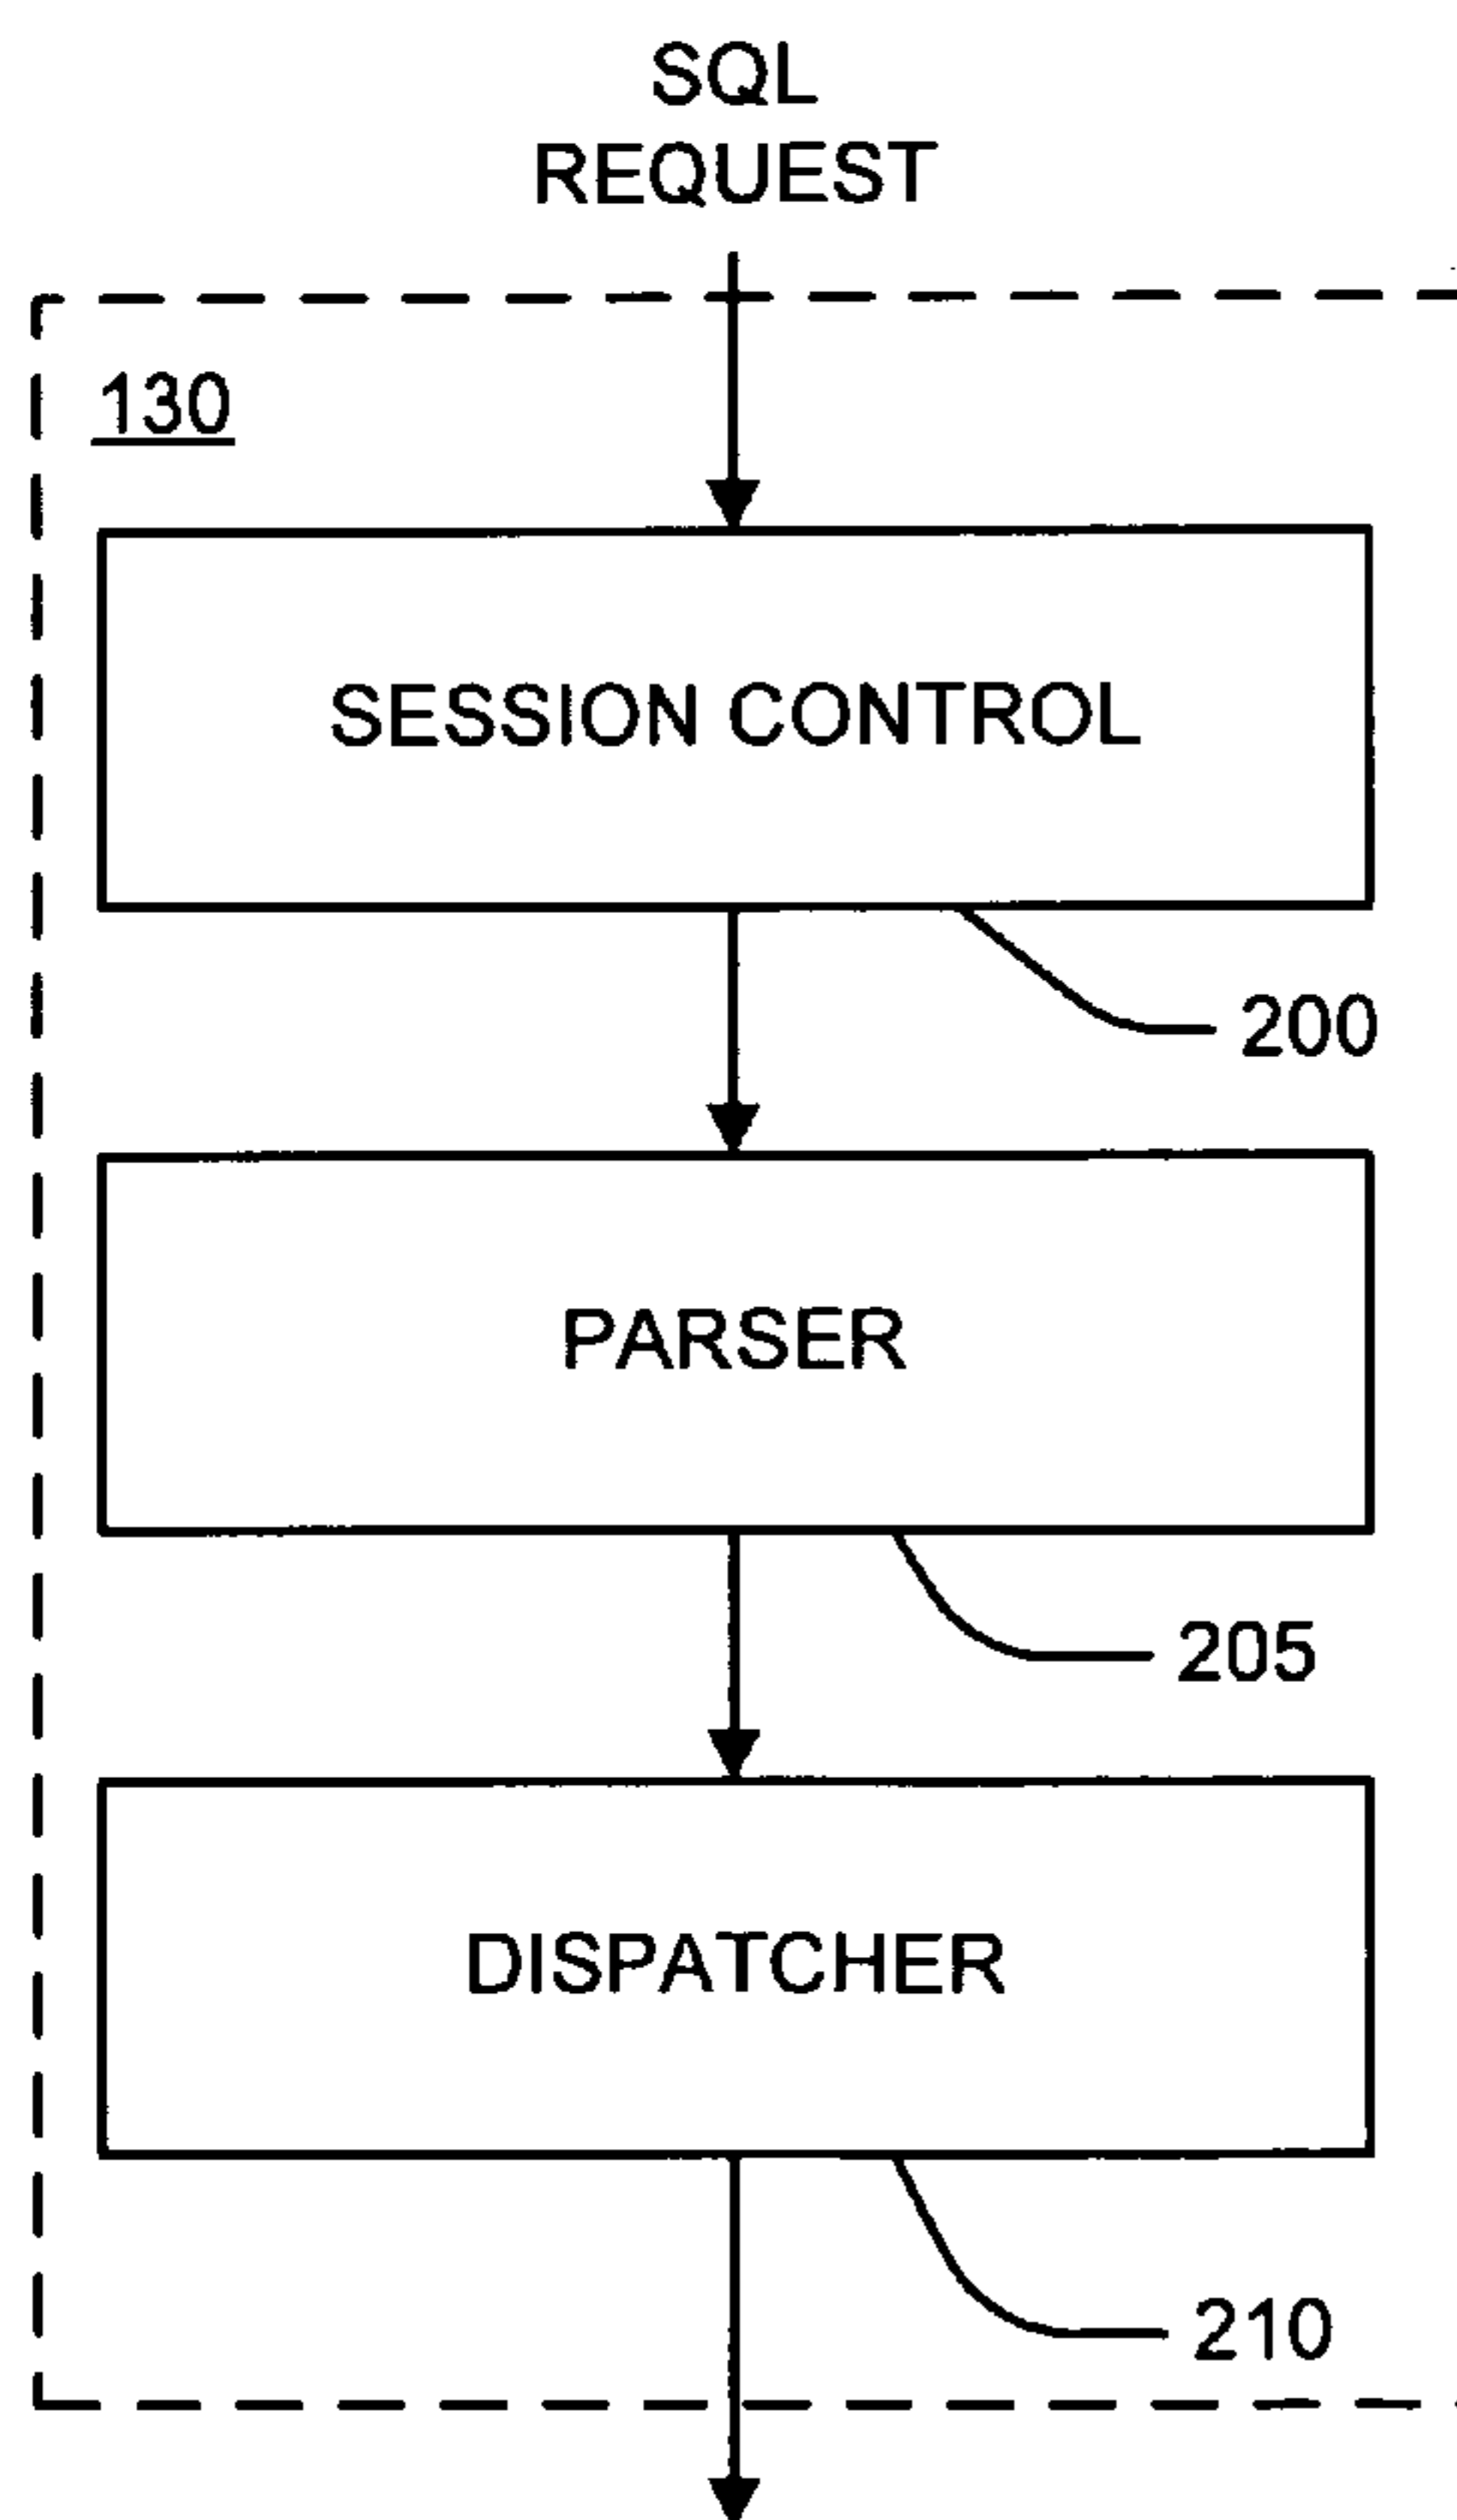 SQL
REQUEST
130
SESSION CONTROL
200
PARSER
205
DISPATCHER
210